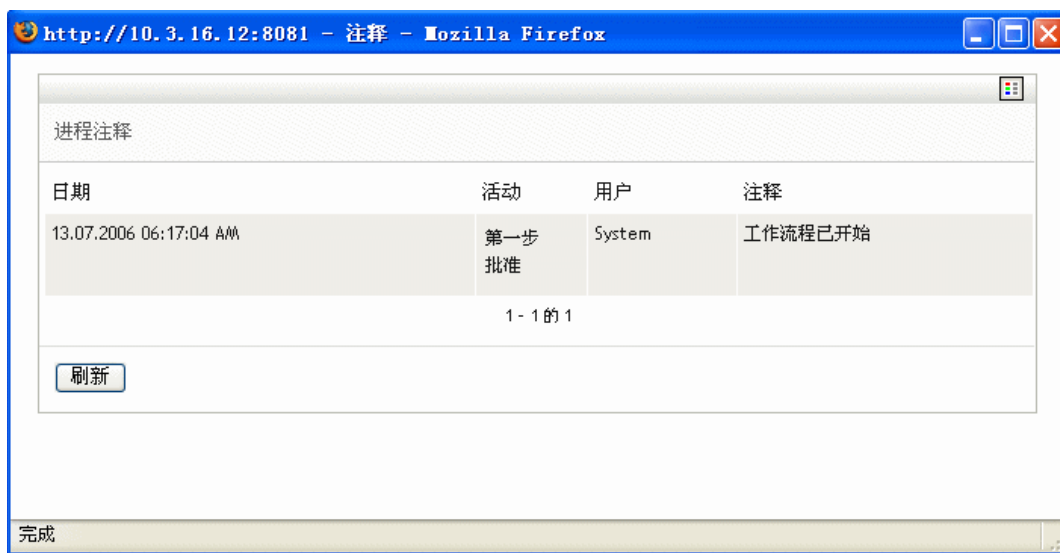 http://10.3.16.12:8081 - 注释 - Mozilla Firefox
进程注释
日期 活动 用户 注释
13.07.2006 06:17:04 AM 第一步 System 工作流程已开始
批准
1 - 1 的 1
刷新
完成